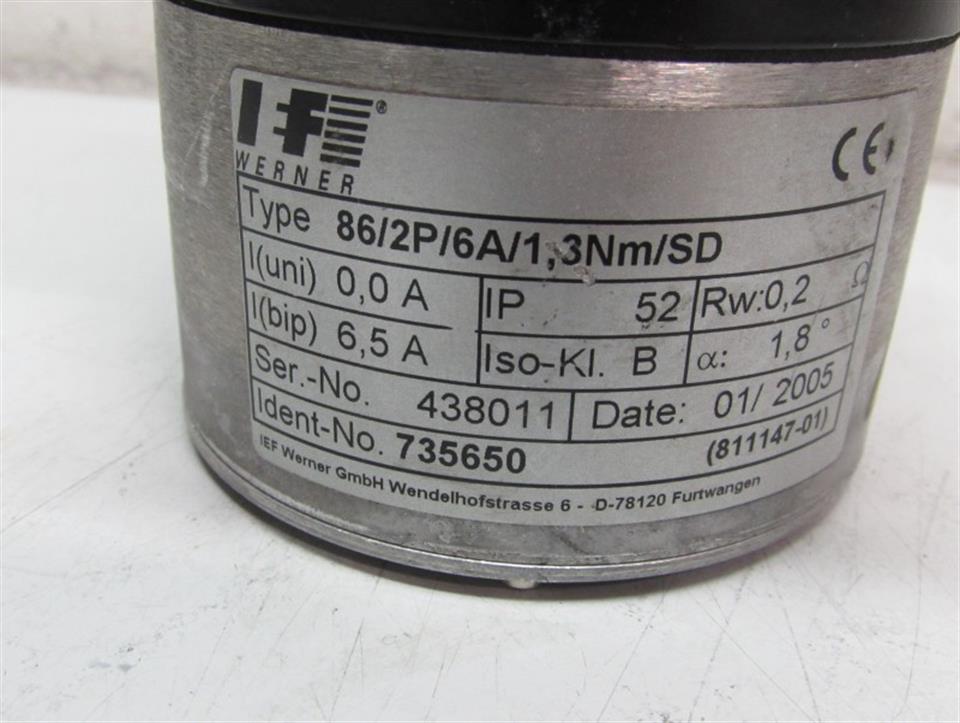 IEF®
WERNER
CE
Type 86/2P/6A/1,3Nm/SD
I(uni) 0,0 A IP 52 Rw:0,2 Ω
I(bip) 6,5 A Iso-Kl. B α: 1,8°
Ser.-No. 438011 Date: 01/ 2005
Ident-No. 735650 (811147-01)
IEF Werner GmbH Wendelhofstrasse 6 - D-78120 Furtwangen